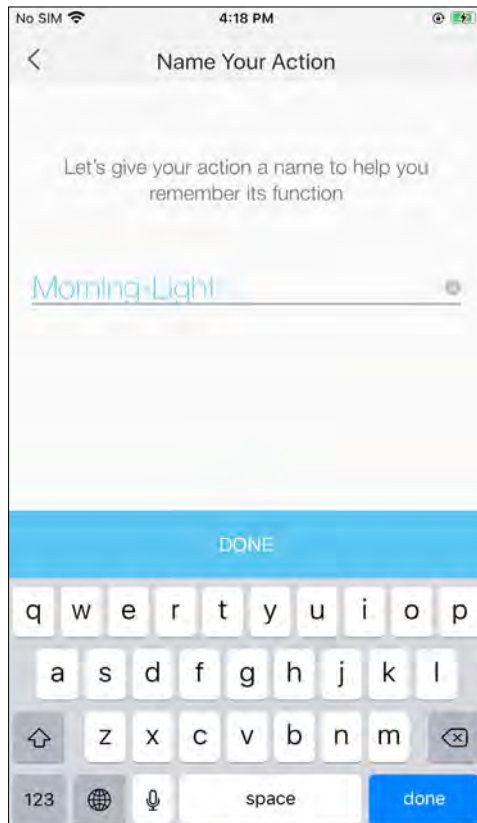 No SIM 4:18 PM
Name Your Action
Let's give your action a name to help you
remember its function
Morning-Light
DONE
q w e r t y u i o p
a s d f g h j k l
z x c v b n m
123 space done